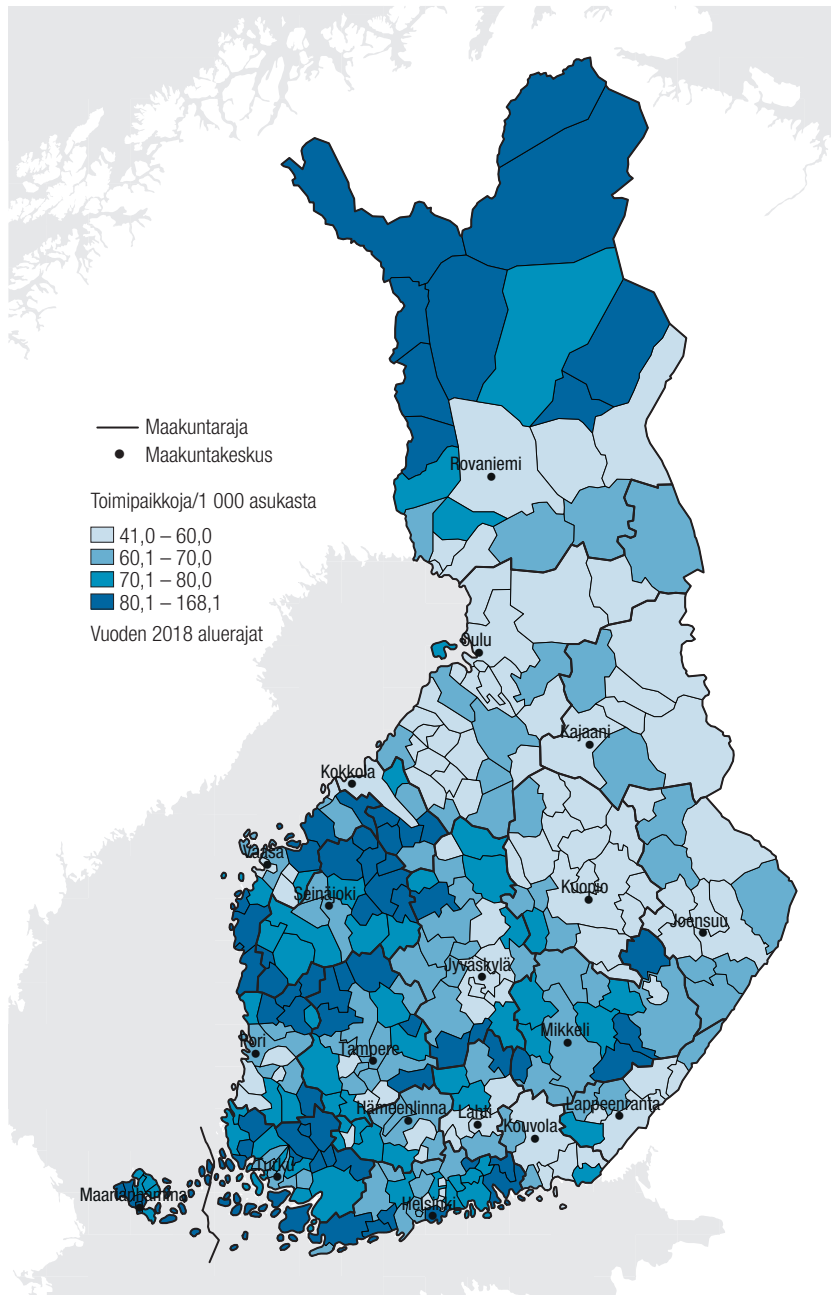 Maakuntaraja
Maakuntakeskus
Toimipaikkoja/1 000 asukasta
41,0 – 60,0
60,1 – 70,0
70,1 – 80,0
80,1 – 168,1
Vuoden 2018 aluerajat
Rovaniemi
Oulu
Kajaani
Kokkola
Vaasa
Seinäjoki
Kuopio
Joensuu
Jyväskylä
Mikkeli
Pori
Tampere
Hämeenlinna
Lahti
Kouvola
Lappeenranta
Turku
Maarianhamina
Helsinki